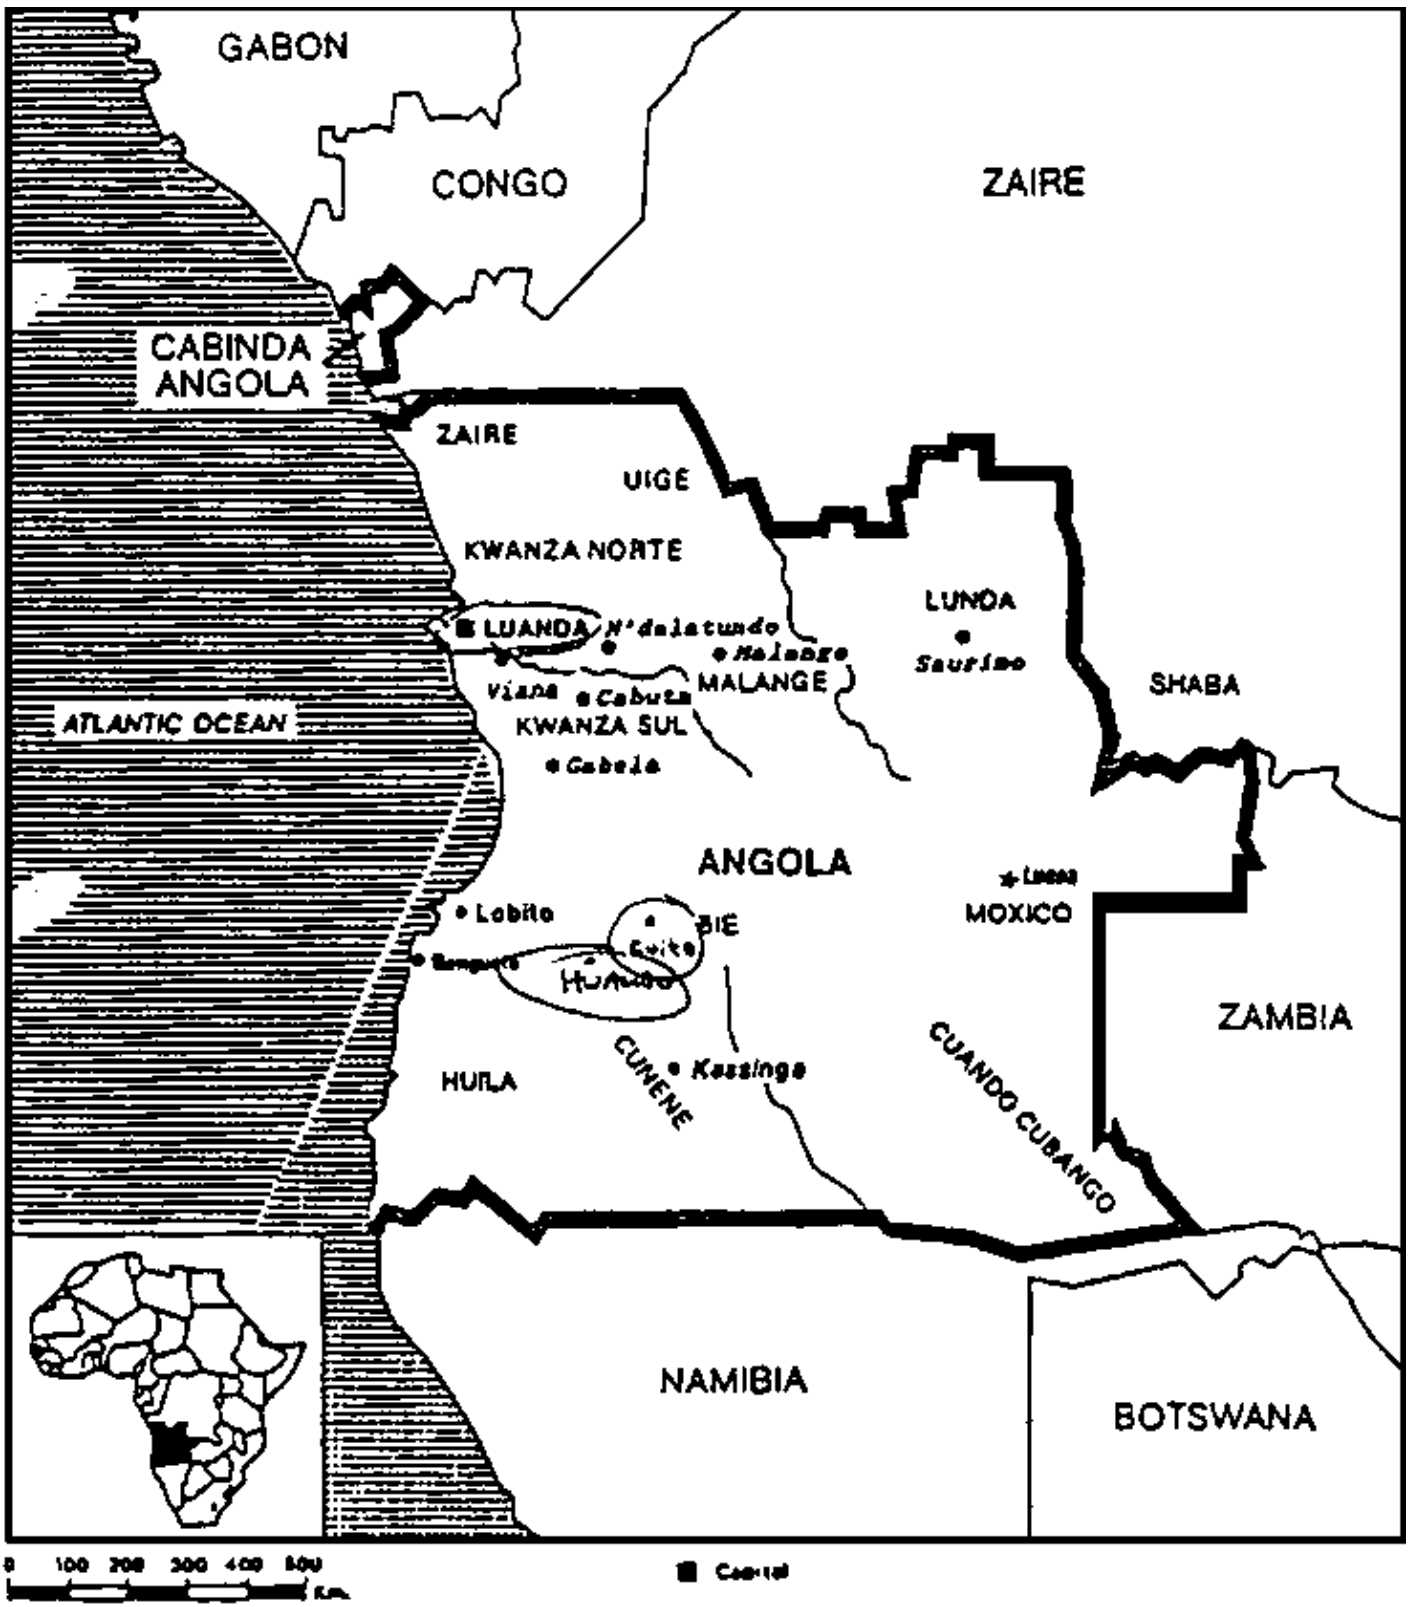 GABON
CONGO
ZAIRE
CABINDA
ANGOLA
ZAIRE
UIGE
KWANZA NORTE
LUNDA
LUANDA
N'dalatundo
Malange
Saurimo
SHABA
MALANGE
Viana
Cabuta
KWANZA SUL
ATLANTIC OCEAN
Gabela
ANGOLA
MOXICO
Lobito
BIE
Cuito
HUAMBO
ZAMBIA
CUNENE
Kassinga
HUILA
CUANDO CUBANGO
NAMIBIA
BOTSWANA
0 100 200 300 400 500
Km.
Capital